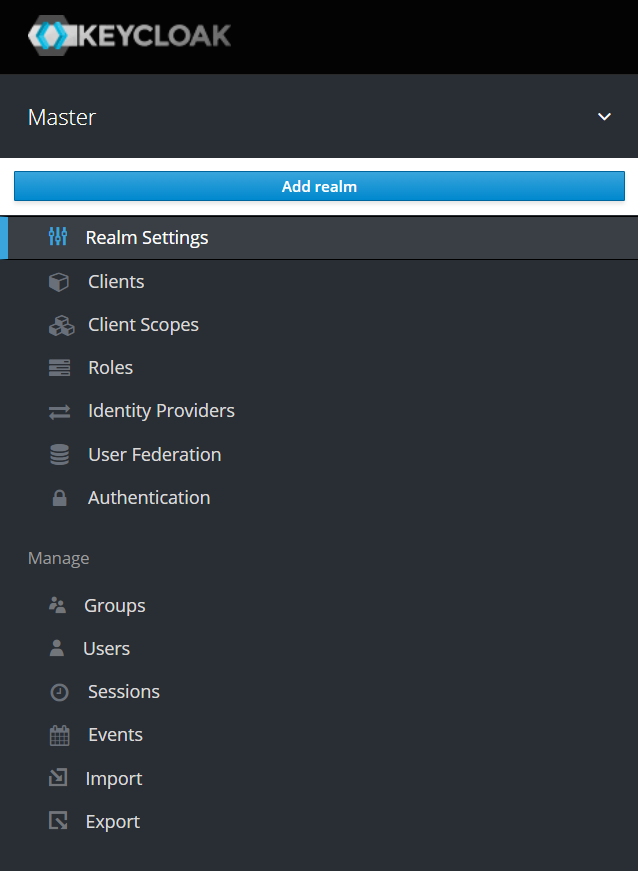 KEYCLOAK
Master
Add realm
Realm Settings
Clients
Client Scopes
Roles
Identity Providers
User Federation
Authentication
Manage
Groups
Users
Sessions
Events
Import
Export